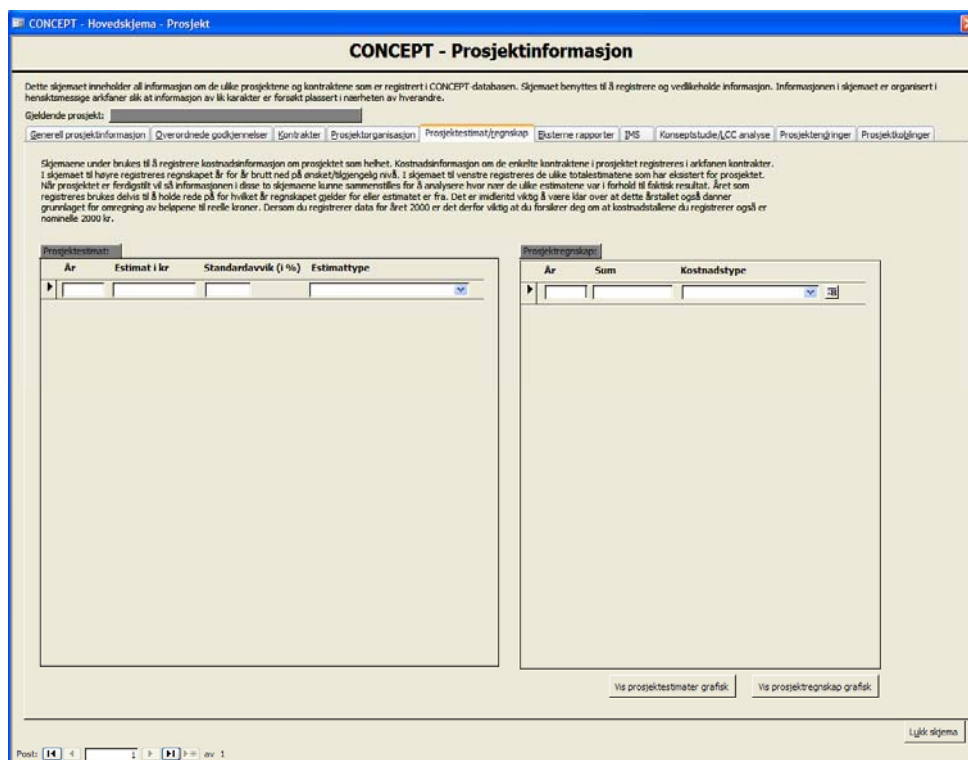 CONCEPT - Hovedskjema - Prosjekt
CONCEPT - Prosjektinformasjon
Dette skjemaet inneholder all informasjon om de ulike prosjektene og kontraktene som er registrert i CONCEPT-databasen. Skjemaet benyttes til å registrere og vedlikeholde informasjon. Informasjonen i skjemaet er organisert i
hensiktsmessige arkfaner slik at informasjon av lik karakter er forsøkt plassert i nærheten av hverandre.
Gjeldende prosjekt:
Generell prosjektinformasjon Overordnede godkjennelser Kontrakter Prosjektorganisasjon Prosjektestimat/regnskap Eksterne rapporter IMS Konseptstudie/LCC analyse Prosjektendringer Prosjektkoblinger
Skjemaene under brukes til å registrere kostnadsinformasjon om prosjektet som helhet. Kostnadsinformasjon om de enkelte kontraktene i prosjektet registreres i arkfanen kontrakter.
I skjemaet til høyre registreres regnskapet år for år brutt ned på ønsket/tilgjengelig nivå. I skjemaet til venstre registreres de ulike totalestimatene som har eksistert for prosjektet.
Når prosjektet er ferdigstilt vil så informasjonen i disse to skjemaene kunne sammenstilles for å analysere hvor nær de ulike estimatene var i forhold til faktisk resultat. Året som
registreres brukes delvis til å holde rede på for hvilket år regnskapet gjelder for eller estimatet er fra. Det er imidlertid viktig å være klar over at dette årstallet også danner
grunnlaget for omregning av beløpene til reelle kroner. Dersom du registrerer data for året 2000 er det derfor viktig at du forsikrer deg om at kostnadstallene du registrerer også er
nominelle 2000 kr.
Prosjektestimat: Prosjektregnskap:
År Estimat i kr Standardavvik (i %) Estimattype
År Sum Kostnadstype
Vis prosjektestimater grafisk Vis prosjektregnskap grafisk
Lukk skjema
Post: 1 av 1